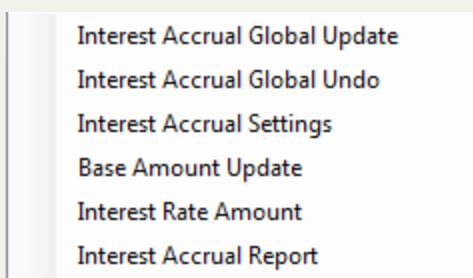 Interest Accrual Global Update
Interest Accrual Global Undo
Interest Accrual Settings
Base Amount Update
Interest Rate Amount
Interest Accrual Report